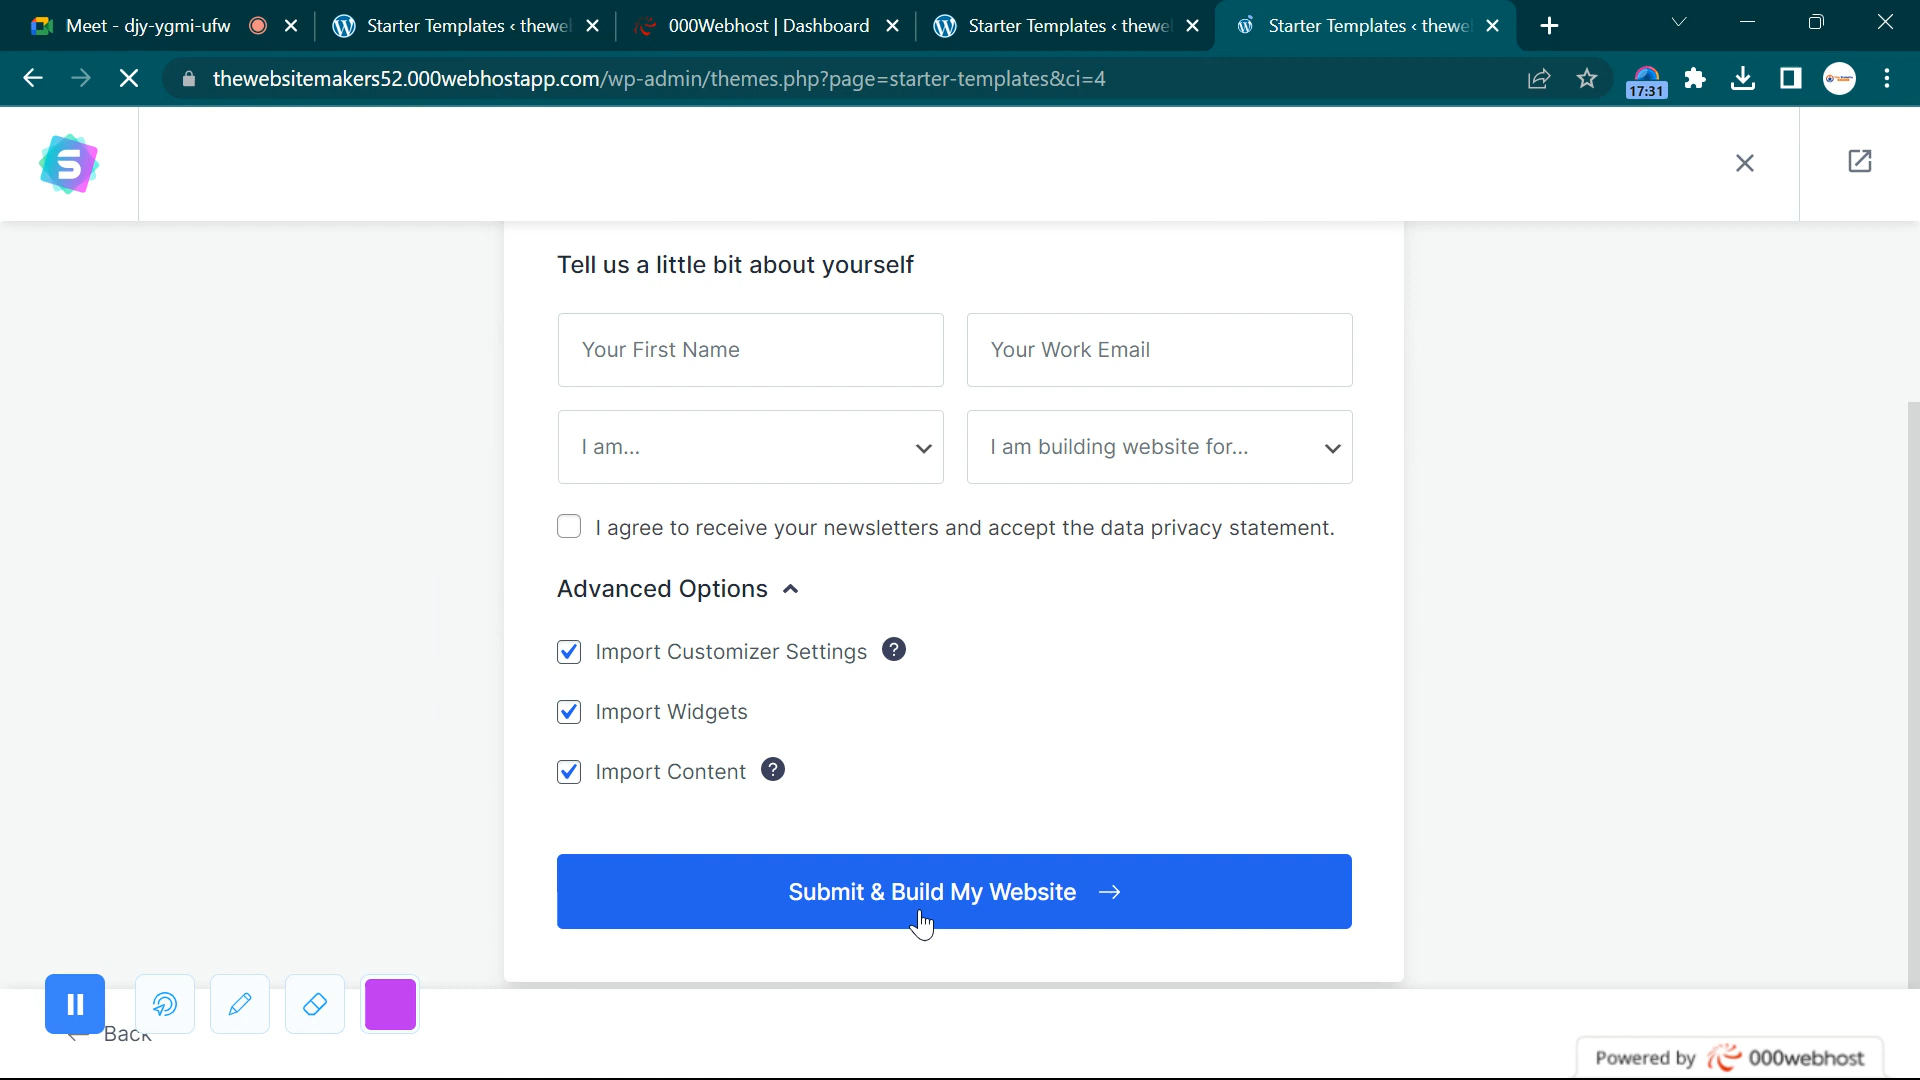 Meet - djy-ygmi-ufw
Starter Templates ‹ thewe
000Webhost | Dashboard
Starter Templates ‹ thewe
Starter Templates ‹ thewe
thewebsitemakers52.000webhostapp.com/wp-admin/themes.php?page=starter-templates&ci=4
17:31
Tell us a little bit about yourself
Your First Name
Your Work Email
I am...
I am building website for...
I agree to receive your newsletters and accept the data privacy statement.
Advanced Options
Import Customizer Settings ?
Import Widgets
Import Content ?
Submit & Build My Website →
← Back
Powered by 000webhost